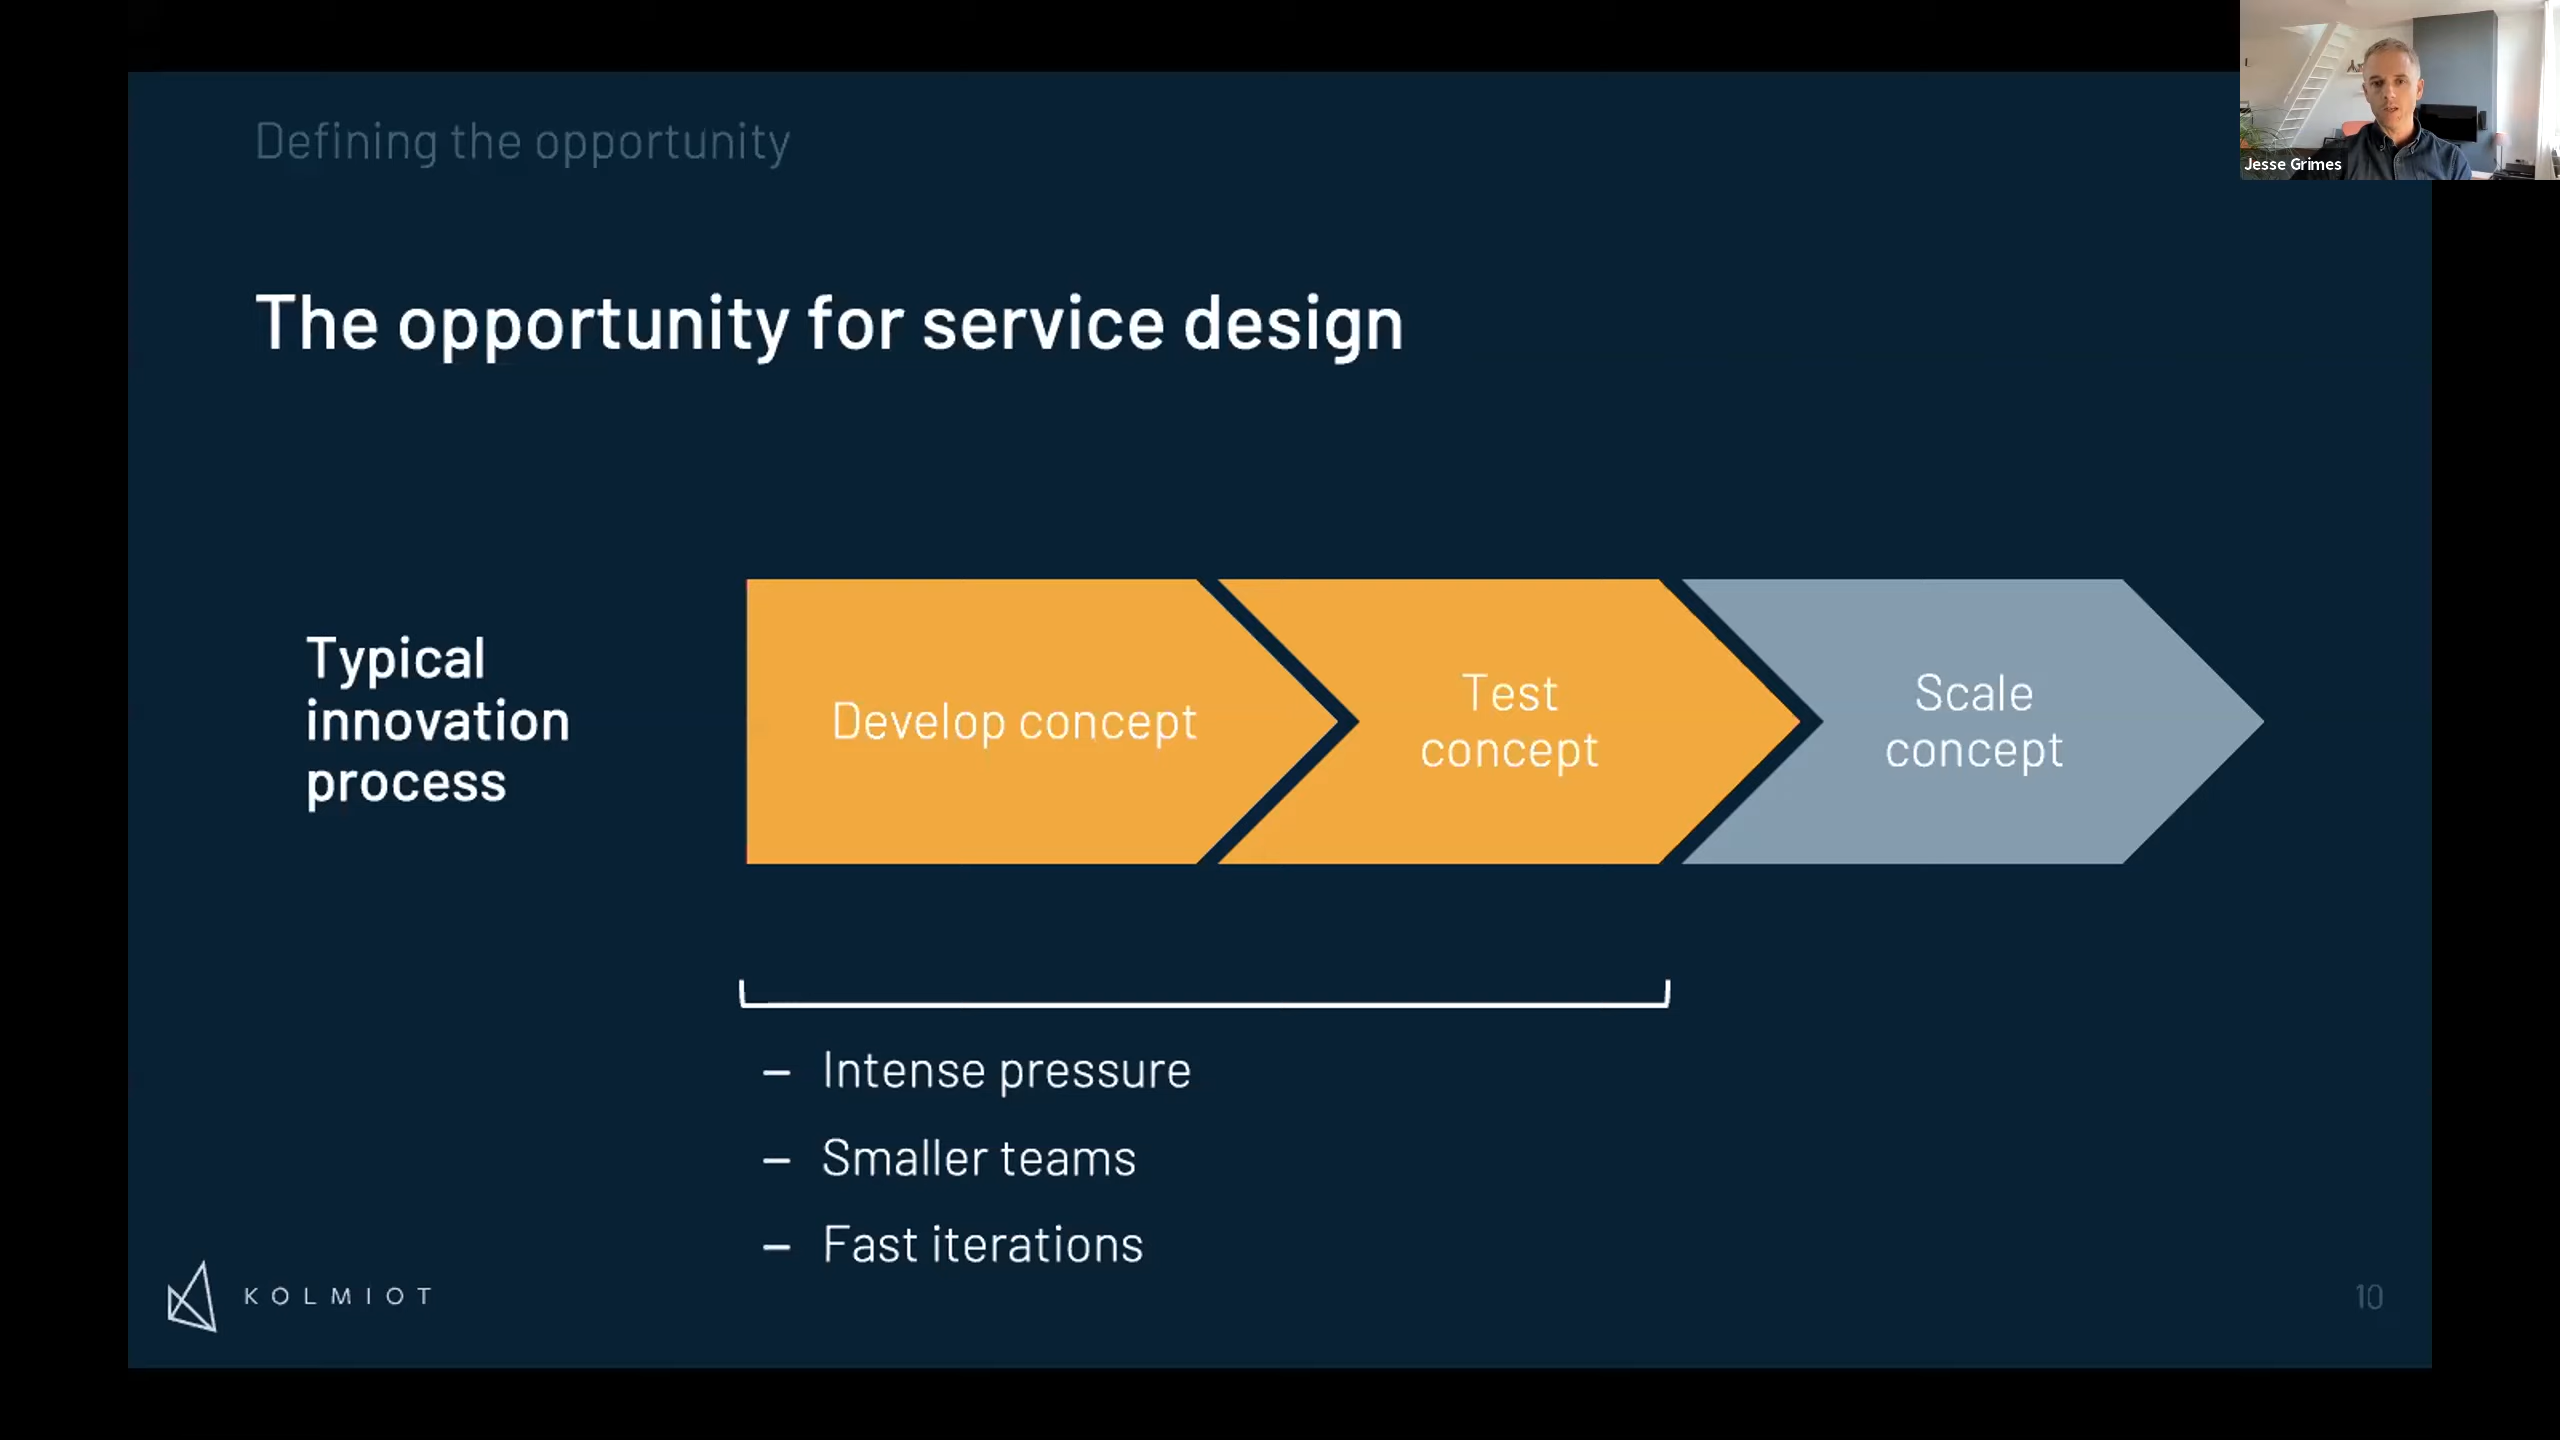 Jesse Grimes
Defining the opportunity
The opportunity for service design
Typical
innovation
process
Develop concept
Test
concept
Scale
concept
– Intense pressure
– Smaller teams
– Fast iterations
KOLMIOT
10